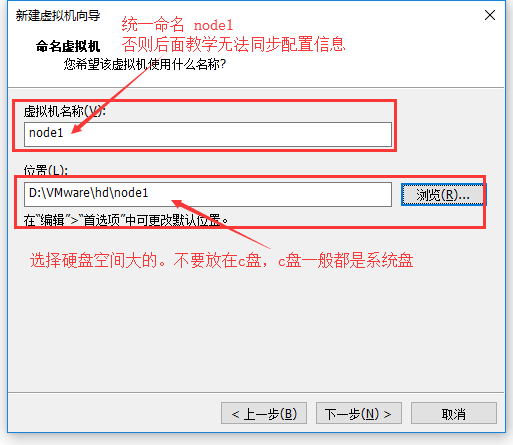 新建虚拟机向导
统一命名 node1
否则后面教学无法同步配置信息
命名虚拟机
您希望该虚拟机使用什么名称?
虚拟机名称(V):
node1
位置(L):
D:\VMware\hd\node1
浏览(R)...
在“编辑”>“首选项”中可更改默认位置。
选择硬盘空间大的。不要放在c盘，c盘一般都是系统盘
< 上一步(B)
下一步(N) >
取消